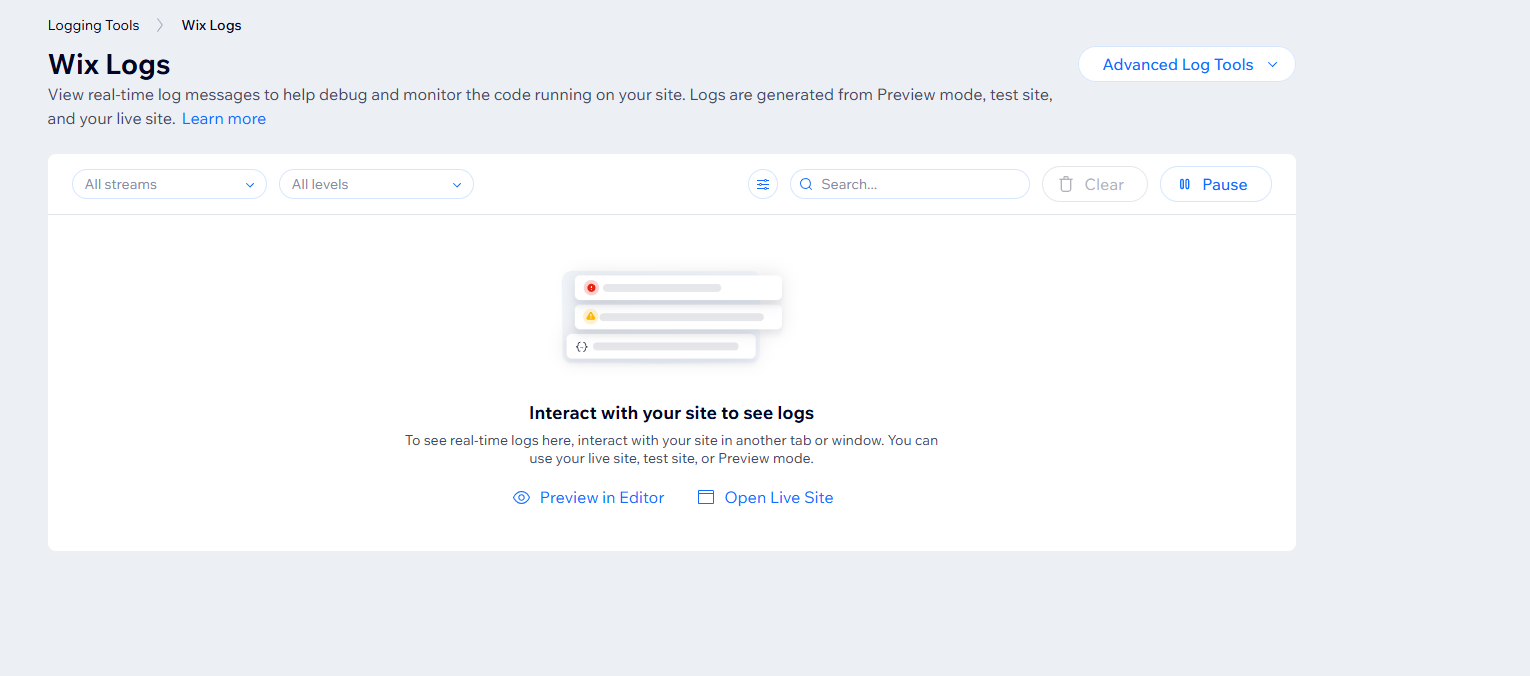 Logging Tools > Wix Logs
Wix Logs
Advanced Log Tools
View real-time log messages to help debug and monitor the code running on your site. Logs are generated from Preview mode, test site,
and your live site. Learn more
All streams All levels Search... Clear Pause
Interact with your site to see logs
To see real-time logs here, interact with your site in another tab or window. You can
use your live site, test site, or Preview mode.
Preview in Editor Open Live Site